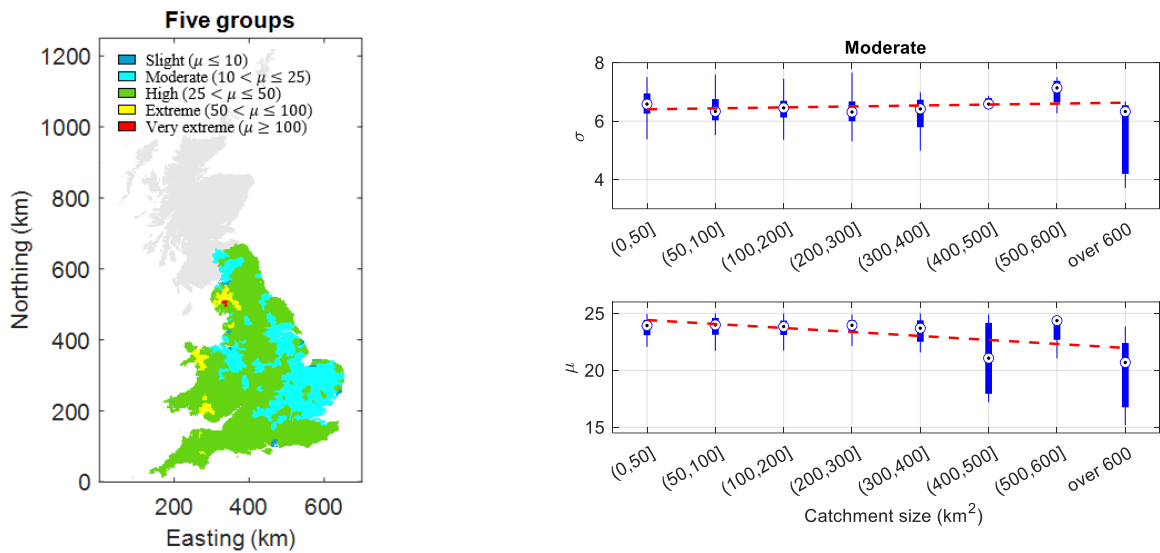 Five groups
Slight (μ ≤ 10)
Moderate (10 < μ ≤ 25)
High (25 < μ ≤ 50)
Extreme (50 < μ ≤ 100)
Very extreme (μ ≥ 100)
1200
1000
800
600
400
200
0
Northing (km)
200 400 600
Easting (km)
Moderate
8
6
4
σ
(0,50] (50,100] (100,200] (200,300] (300,400] (400,500] (500,600] over 600
25
20
15
μ
(0,50] (50,100] (100,200] (200,300] (300,400] (400,500] (500,600] over 600
Catchment size (km²)